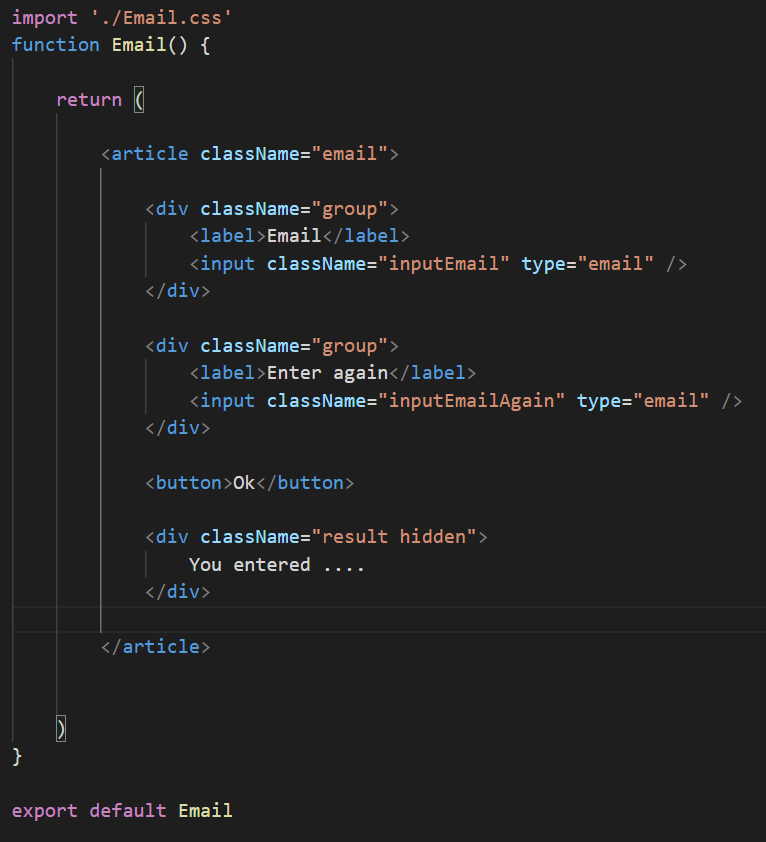 import './Email.css'
function Email() {
return (
<article className="email">
<div className="group">
<label>Email</label>
<input className="inputEmail" type="email" />
</div>
<div className="group">
<label>Enter again</label>
<input className="inputEmailAgain" type="email" />
</div>
<button>Ok</button>
<div className="result hidden">
You entered ....
</div>
</article>
)
}
export default Email